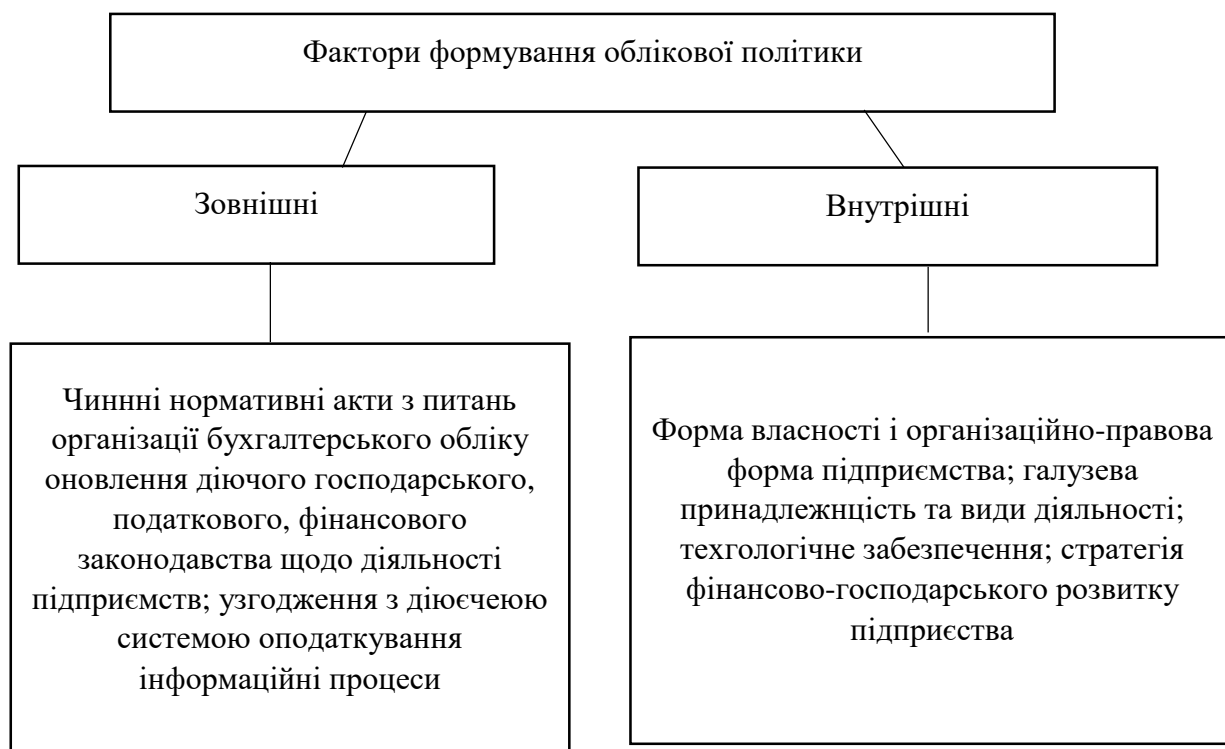 Фактори формування облікової політики
Зовнішні
Внутрішні
Чиннні нормативні акти з питань
організації бухгалтерського обліку
оновлення діючого господарського,
податкового, фінансового
законодавства щодо діяльності
підприємств; узгодження з діюєчеюю
системою оподаткування
інформаційні процеси
Форма власності і організаційно-правова
форма підприємства; галузева
принадлежнцість та види діяльності;
техгологічне забезпечення; стратегія
фінансово-господарського розвитку
підприєства